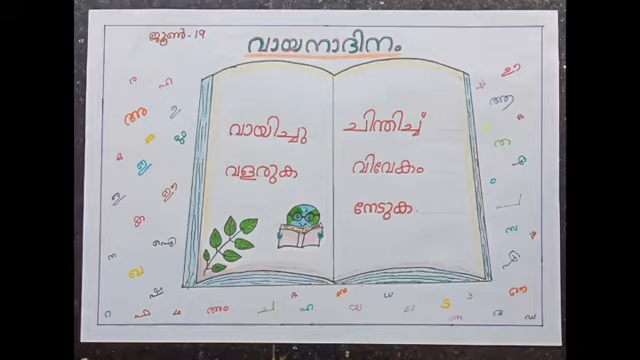 ജൂൺ-19
വായനാദിനം
വായിച്ചു
വളരുക
ചിന്തിച്ച്
വിവേകം
നേടുക